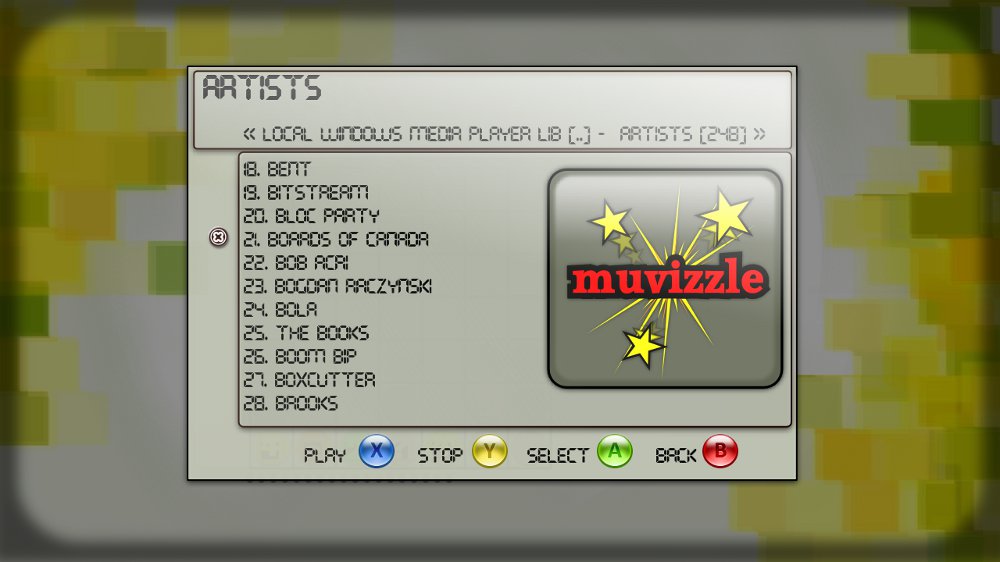 ARTISTS
« LOCAL WINDOWS MEDIA PLAYER LIB [..] - ARTISTS [248] »
18. BENT
19. BITSTREAM
20. BLOC PARTY
21. BOARDS OF CANADA
22. BOB ACRI
23. BOGDAN RACZYNSKI
24. BOLA
25. THE BOOKS
26. BOOM BIP
27. BOXCUTTER
28. BROOKS
muvizzle
PLAY X STOP Y SELECT A BACK B